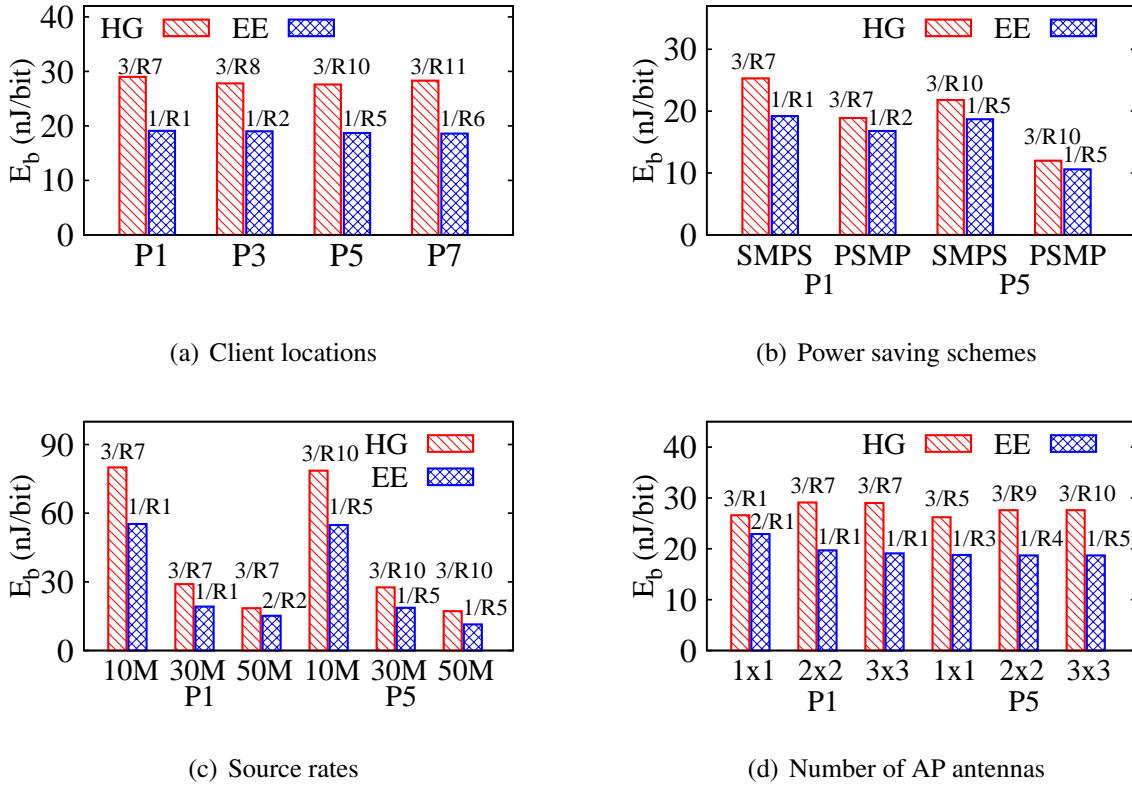 40
30
20
10
0
E_b (nJ/bit)
HG EE
3/R7 3/R8 3/R10 3/R11
1/R1 1/R2 1/R5 1/R6
P1 P3 P5 P7
(a) Client locations
30
20
10
0
E_b (nJ/bit)
HG EE
3/R7 1/R1 3/R7 1/R2 3/R10 1/R5 3/R10 1/R5
SMPS PSMP SMPS PSMP
P1 P5
(b) Power saving schemes
90
60
30
0
E_b (nJ/bit)
HG
EE
3/R7 1/R1 3/R7 1/R1 3/R7 2/R2 3/R10 1/R5 3/R10 1/R5 3/R10 1/R5
10M 30M 50M 10M 30M 50M
P1 P5
(c) Source rates
40
30
20
10
0
E_b (nJ/bit)
HG EE
3/R1 2/R1 3/R7 1/R1 3/R7 1/R1 3/R5 1/R3 3/R9 1/R4 3/R10 1/R5
1x1 2x2 3x3 1x1 2x2 3x3
P1 P5
(d) Number of AP antennas